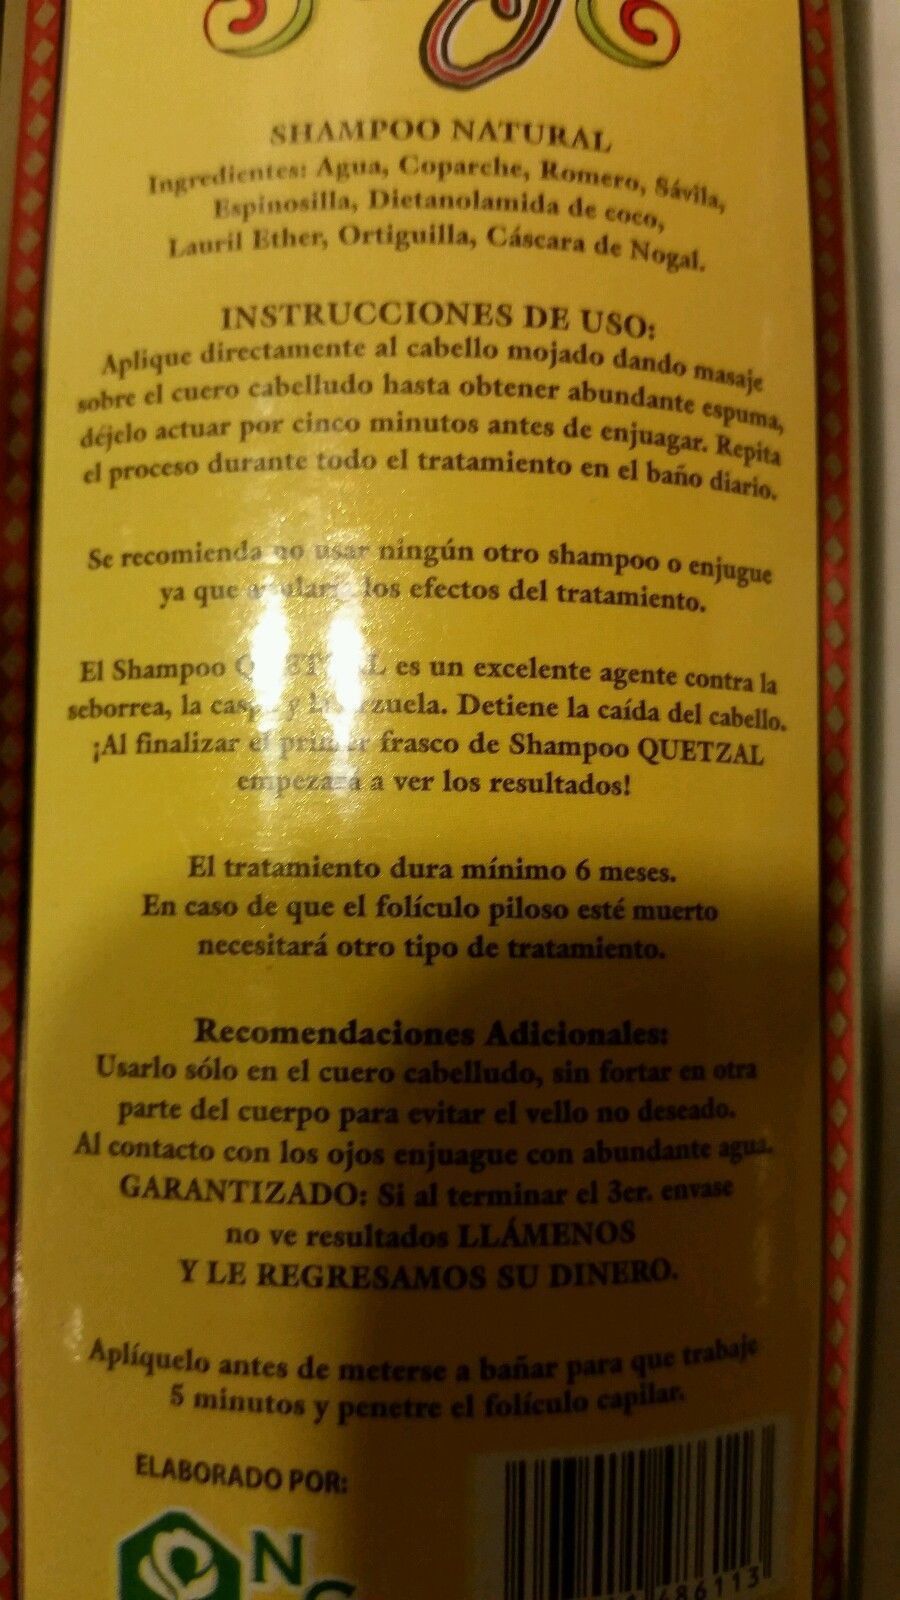 SHAMPOO NATURAL
Ingredientes: Agua, Coparche, Romero, Sávila,
Espinosilla, Dietanolamida de coco,
Lauril Ether, Ortiguilla, Cáscara de Nogal.
INSTRUCCIONES DE USO:
Aplique directamente al cabello mojado dando masaje
sobre el cuero cabelludo hasta obtener abundante espuma,
déjelo actuar por cinco minutos antes de enjuagar. Repita
el proceso durante todo el tratamiento en el baño diario.
Se recomienda no usar ningún otro shampoo o enjugue
ya que los efectos del tratamiento.
El Shampoo QUETZAL es un excelente agente contra la
seborrea, la caspa y la orzuela. Detiene la caída del cabello.
¡Al finalizar el primer frasco de Shampoo QUETZAL
empezará a ver los resultados!
El tratamiento dura mínimo 6 meses.
En caso de que el folículo piloso esté muerto
necesitará otro tipo de tratamiento.
Recomendaciones Adicionales:
Usarlo sólo en el cuero cabelludo, sin fortar en otra
parte del cuerpo para evitar el vello no deseado.
Al contacto con los ojos enjuague con abundante agua.
GARANTIZADO: Si al terminar el 3er. envase
no ve resultados LLÁMENOS
Y LE REGRESAMOS SU DINERO.
Aplíquelo antes de meterse a bañar para que trabaje
5 minutos y penetre el folículo capilar.
ELABORADO POR:
N
486113